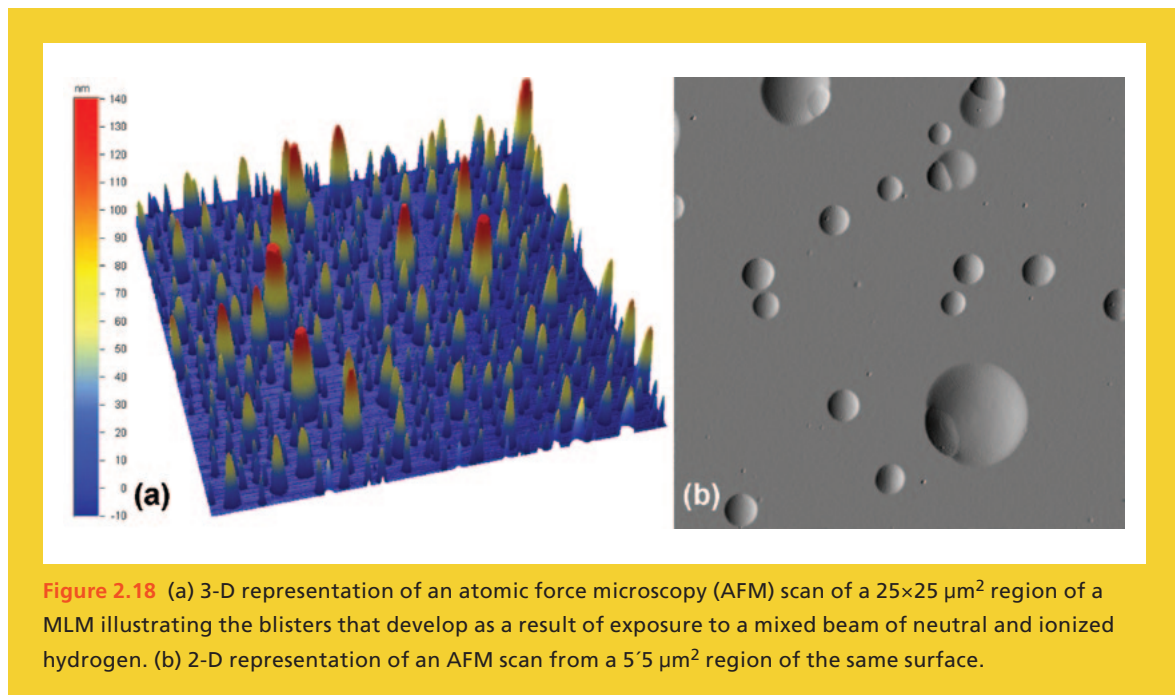 nm
140
130
120
110
100
90
80
70
60
50
40
30
20
10
0
-10
(a)
(b)
Figure 2.18 (a) 3-D representation of an atomic force microscopy (AFM) scan of a 25×25 µm² region of a
MLM illustrating the blisters that develop as a result of exposure to a mixed beam of neutral and ionized
hydrogen. (b) 2-D representation of an AFM scan from a 5´5 µm² region of the same surface.